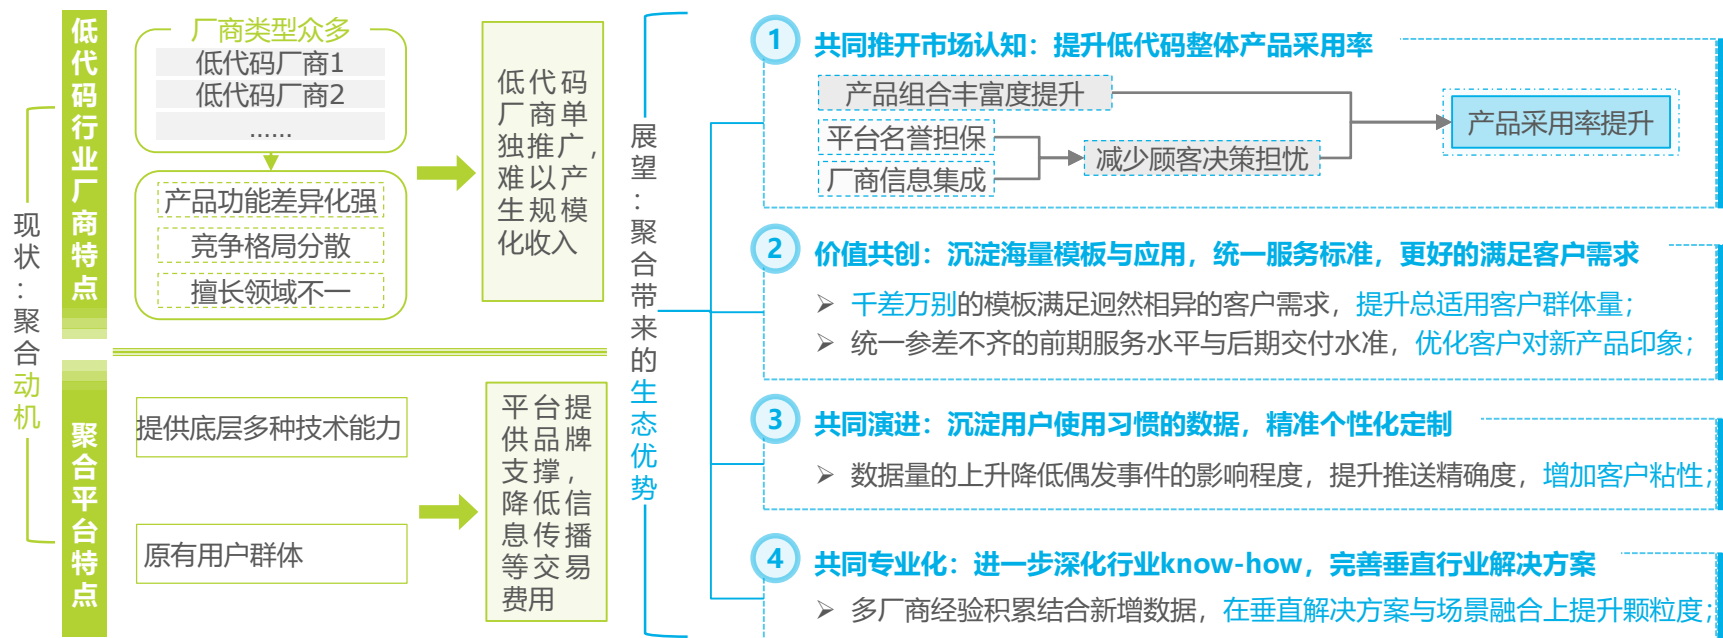 现状：聚合动机
低代码行业厂商特点
厂商类型众多
低代码厂商1
低代码厂商2
……
产品功能差异化强
竞争格局分散
擅长领域不一
低代码
厂商单
独推广，
难以产
生规模
化收入
聚合平台特点
提供底层多种技术能力
原有用户群体
平台提
供品牌
支撑，
降低信
息传播
等交易
费用
展望：聚合带来的生态优势
1
共同推开市场认知：提升低代码整体产品采用率
产品组合丰富度提升
平台名誉担保
厂商信息集成
减少顾客决策担忧
产品采用率提升
2
价值共创：沉淀海量模板与应用，统一服务标准，更好的满足客户需求
➢ 千差万别的模板满足迥然相异的客户需求，提升总适用客户群体量；
➢ 统一参差不齐的前期服务水平与后期交付水准，优化客户对新产品印象；
3
共同演进：沉淀用户使用习惯的数据，精准个性化定制
➢ 数据量的上升降低偶发事件的影响程度，提升推送精确度，增加客户粘性；
4
共同专业化：进一步深化行业know-how，完善垂直行业解决方案
➢ 多厂商经验积累结合新增数据，在垂直解决方案与场景融合上提升颗粒度；